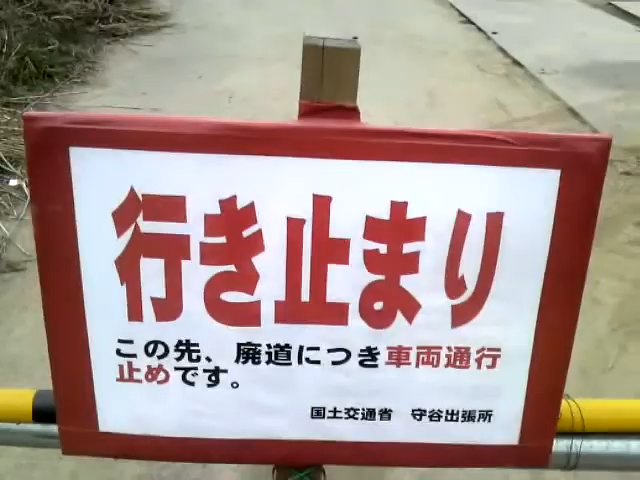 行き止まり
この先、廃道につき車両通行
止めです。
国土交通省 守谷出張所